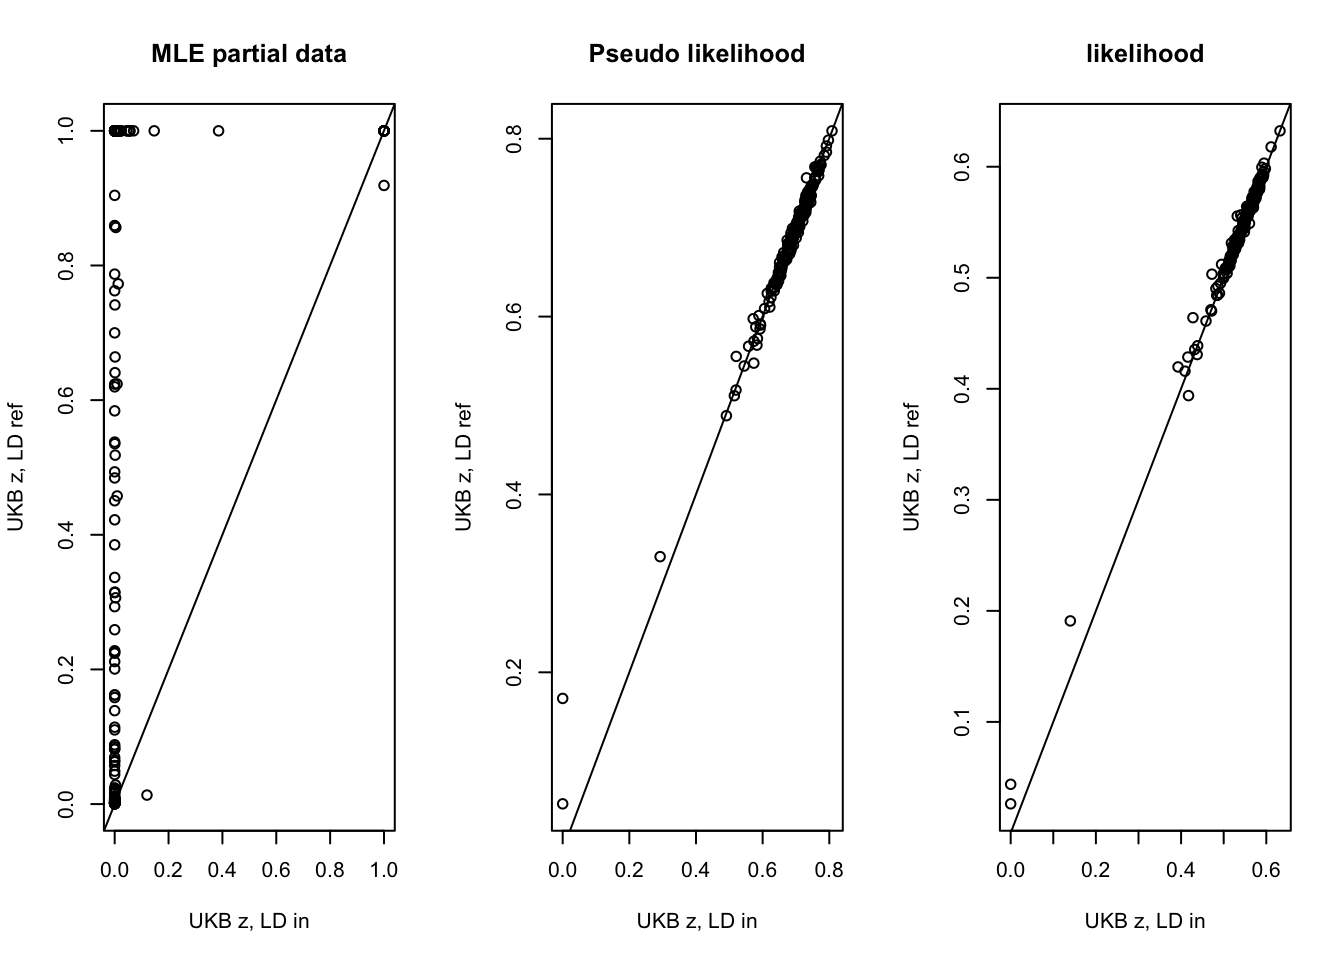 MLE partial data
UKB z, LD ref
1.0
0.8
0.6
0.4
0.2
0.0
0.0 0.2 0.4 0.6 0.8 1.0
UKB z, LD in
Pseudo likelihood
UKB z, LD ref
0.8
0.6
0.4
0.2
0.0 0.2 0.4 0.6 0.8
UKB z, LD in
likelihood
UKB z, LD ref
0.6
0.5
0.4
0.3
0.2
0.1
0.0 0.2 0.4 0.6
UKB z, LD in